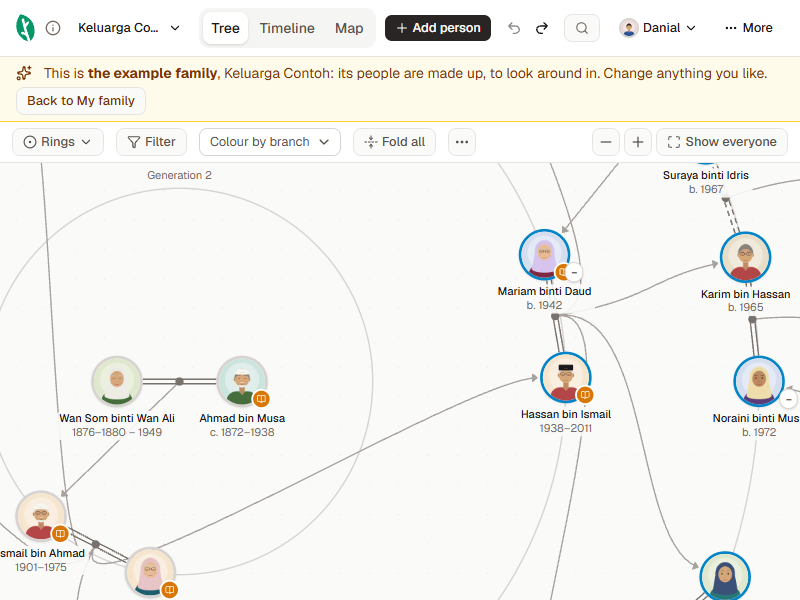 Keluarga Co...
Tree
Timeline
Map
Add person
Danial
More
This is the example family, Keluarga Contoh: its people are made up, to look around in. Change anything you like.
Back to My family
Rings
Filter
Colour by branch
Fold all
Show everyone
Generation 2
Suraya binti Idris
b. 1967
Mariam binti Daud
b. 1942
Karim bin Hassan
b. 1965
Wan Som binti Wan Ali
1876–1880 – 1949
Ahmad bin Musa
c. 1872–1938
Hassan bin Ismail
1938–2011
Noraini binti Mus
b. 1972
smail bin Ahmad
1901–1975